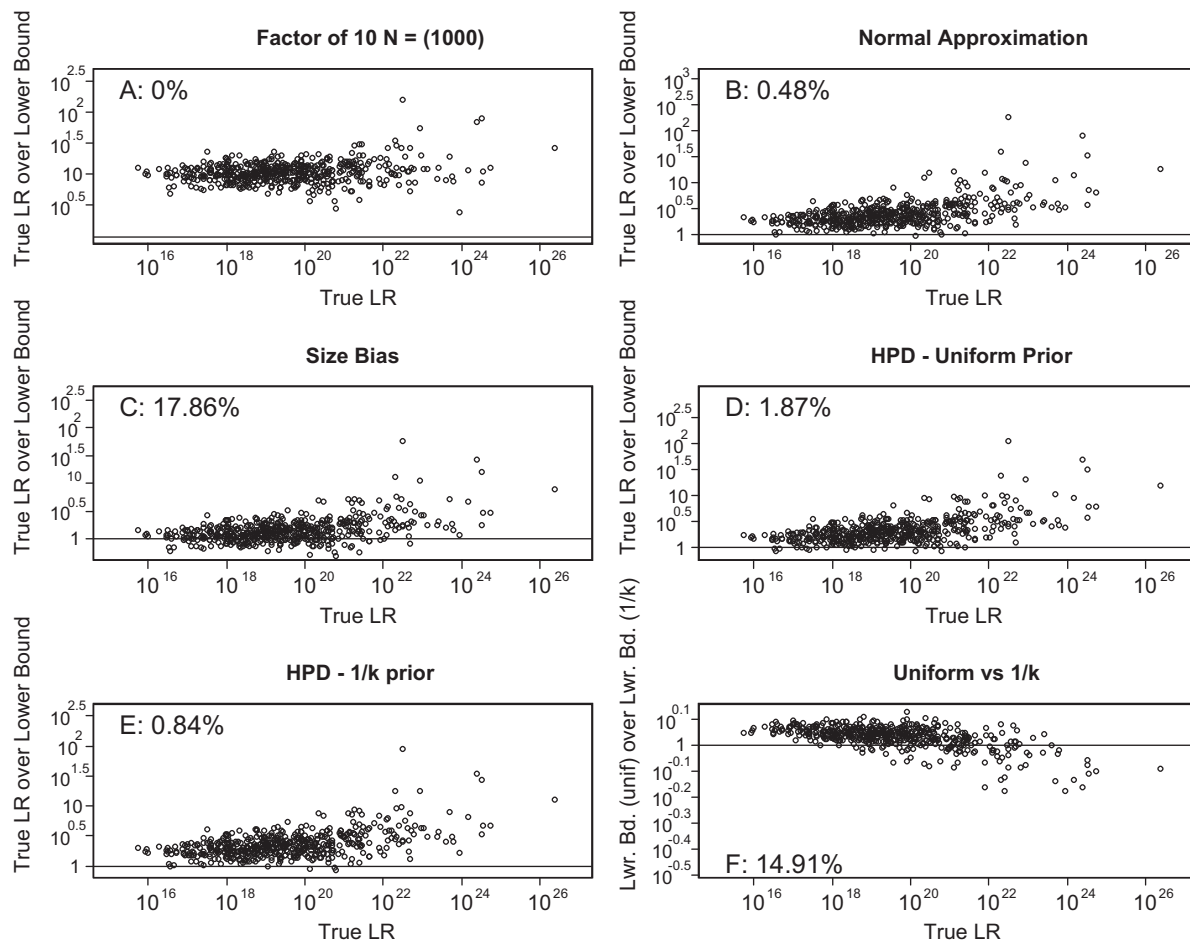 Factor of 10 N = (1000)
True LR over Lower Bound
10^2.5
10^2
10^1.5
10
10^0.5
A: 0%
10^16 10^18 10^20 10^22 10^24 10^26
True LR
Normal Approximation
True LR over Lower Bound
10^3
10^2.5
10^2
10^1.5
10
10^0.5
1
B: 0.48%
10^16 10^18 10^20 10^22 10^24 10^26
True LR
Size Bias
True LR over Lower Bound
10^2.5
10^2
10^1.5
10
10^0.5
1
C: 17.86%
10^16 10^18 10^20 10^22 10^24 10^26
True LR
HPD - Uniform Prior
True LR over Lower Bound
10^2.5
10^2
10^1.5
10
10^0.5
1
D: 1.87%
10^16 10^18 10^20 10^22 10^24 10^26
True LR
HPD - 1/k prior
True LR over Lower Bound
10^2.5
10^2
10^1.5
10
10^0.5
1
E: 0.84%
10^16 10^18 10^20 10^22 10^24 10^26
True LR
Uniform vs 1/k
Lwr. Bd. (unif) over Lwr. Bd. (1/k)
10^0.1
1
10^-0.1
10^-0.2
10^-0.3
10^-0.4
10^-0.5
F: 14.91%
10^16 10^18 10^20 10^22 10^24 10^26
True LR